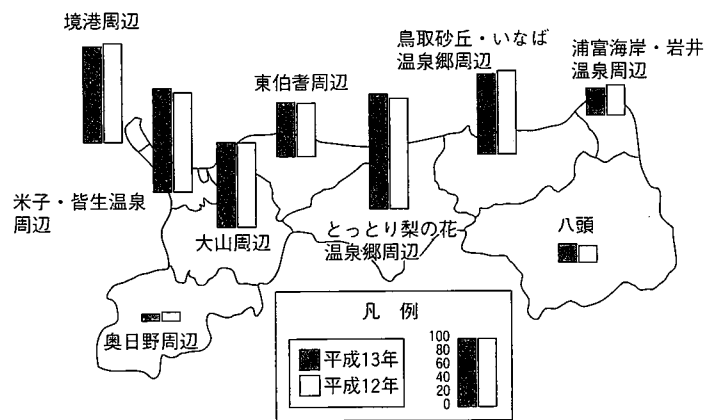 境港周辺
鳥取砂丘・いなば
温泉郷周辺
浦富海岸・岩井
温泉周辺
東伯耆周辺
米子・皆生温泉
周辺
大山周辺
とっとり梨の花
温泉郷周辺
八頭
奥日野周辺
凡 例
平成13年
平成12年
100
80
60
40
20
0